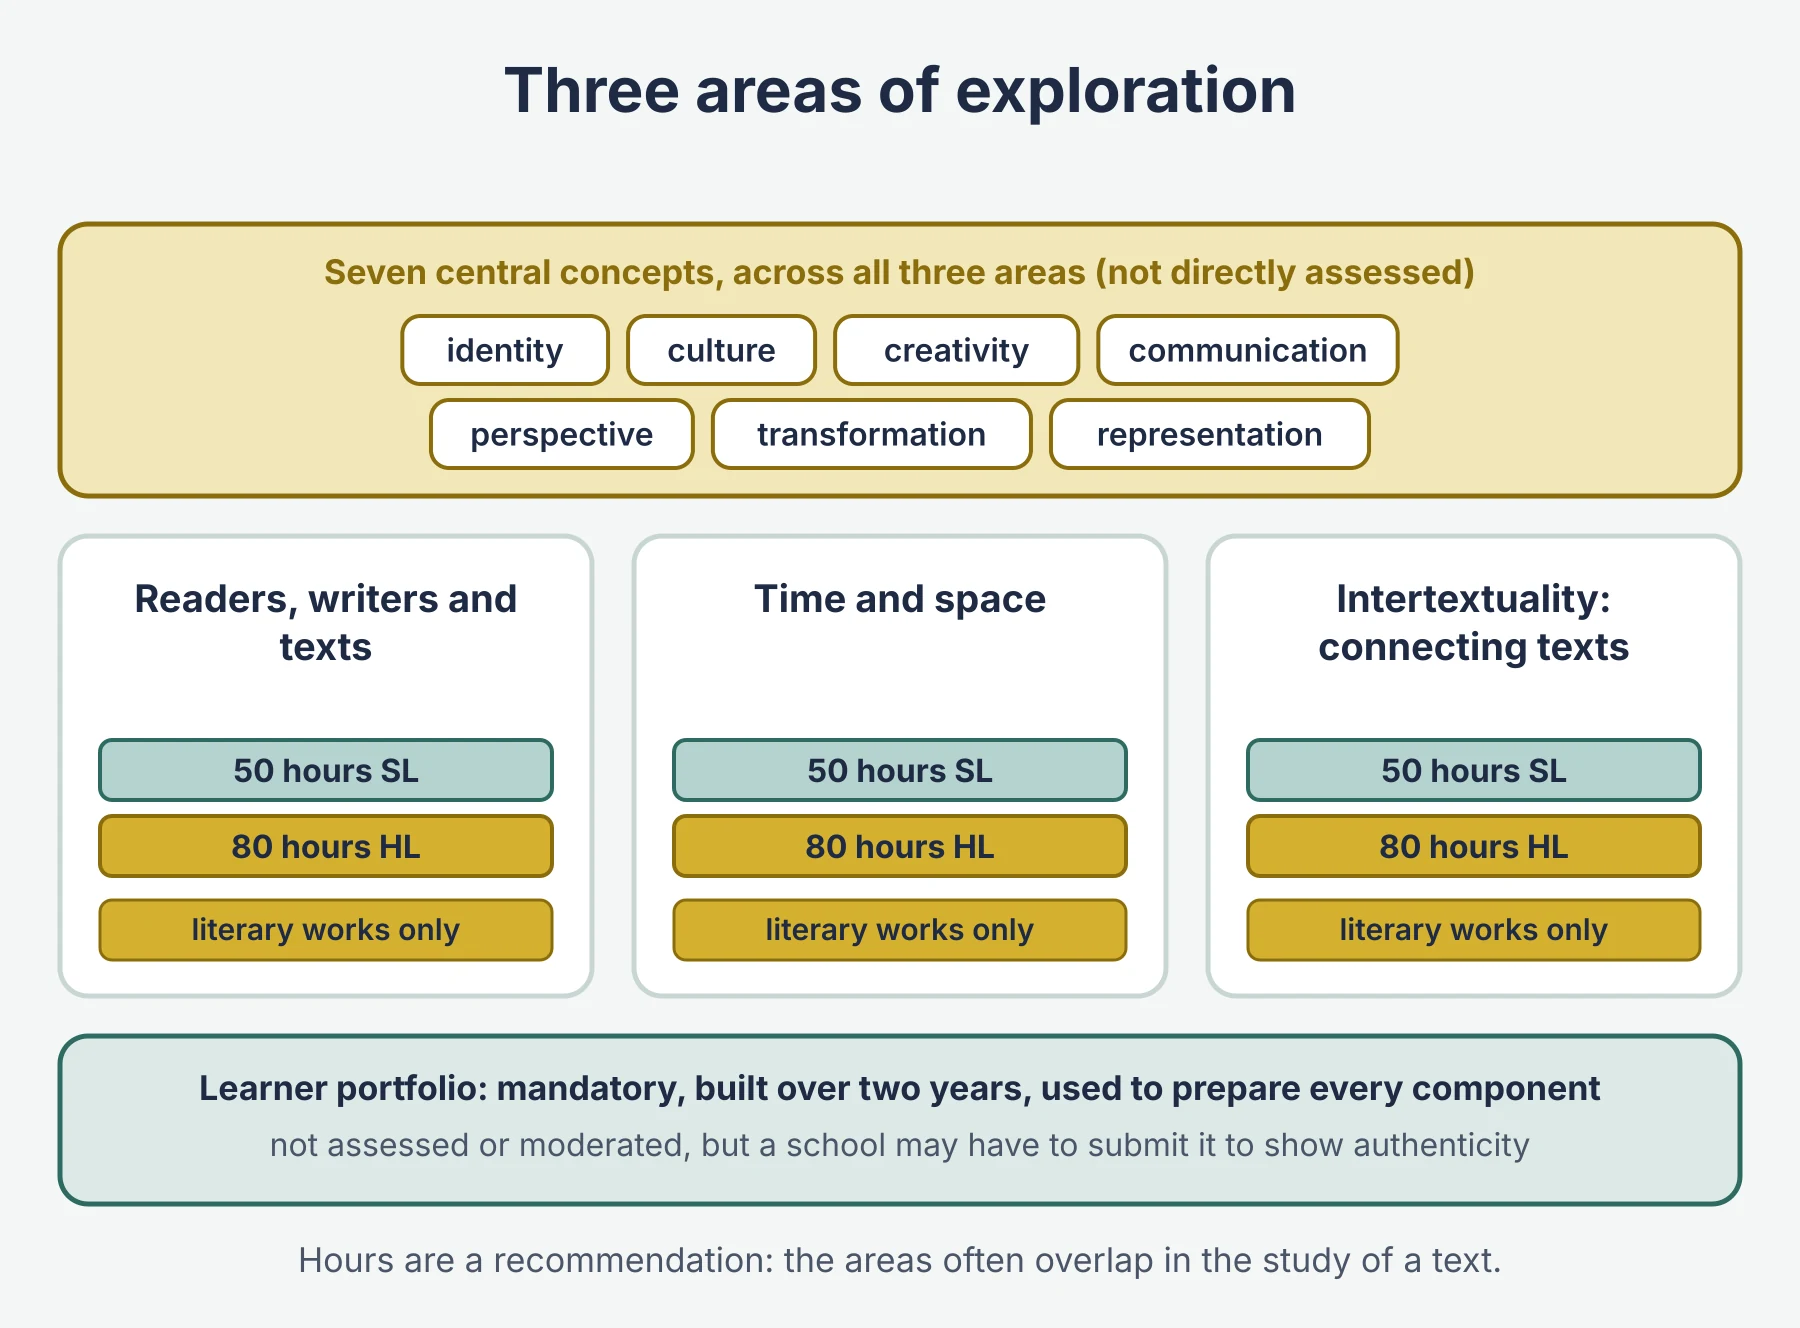 Three areas of exploration
Seven central concepts, across all three areas (not directly assessed)
identity
culture
creativity
communication
perspective
transformation
representation
Readers, writers and
texts
50 hours SL
80 hours HL
literary works only
Time and space
50 hours SL
80 hours HL
literary works only
Intertextuality:
connecting texts
50 hours SL
80 hours HL
literary works only
Learner portfolio: mandatory, built over two years, used to prepare every component
not assessed or moderated, but a school may have to submit it to show authenticity
Hours are a recommendation: the areas often overlap in the study of a text.